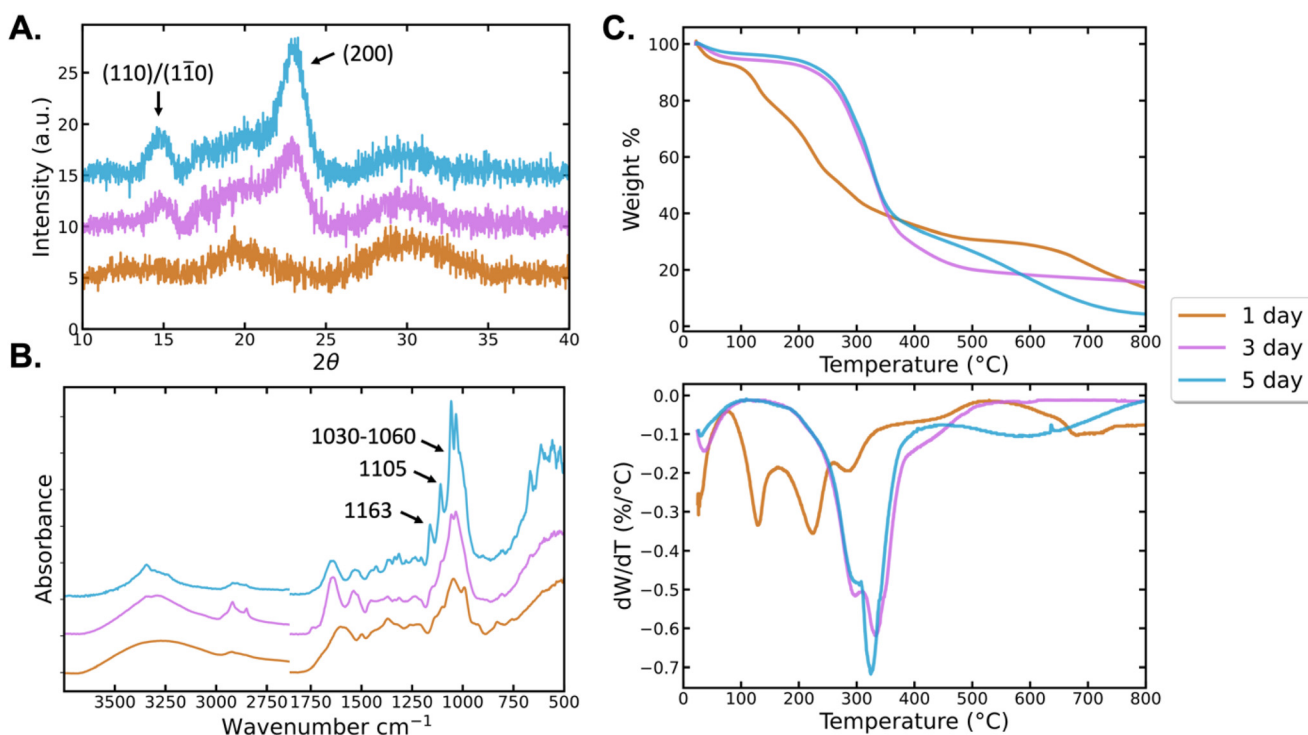 A.
(110)/(11̄0)
(200)
Intensity (a.u.)
25
20
15
10
5
0
10 15 20 25 30 35 40
2θ
B.
1030-1060
1105
1163
Absorbance
3500 3250 3000 2750 1750 1500 1250 1000 750 500
Wavenumber cm⁻¹
C.
Weight %
100
80
60
40
20
0
0 100 200 300 400 500 600 700 800
Temperature (°C)
dW/dT (%/°C)
0.0
−0.1
−0.2
−0.3
−0.4
−0.5
−0.6
−0.7
0 100 200 300 400 500 600 700 800
Temperature (°C)
1 day
3 day
5 day